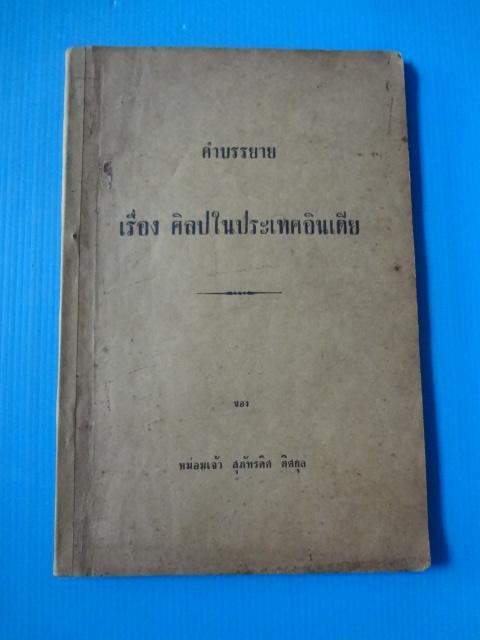 คำบรรยาย
เรื่อง ศิลปในประเทศอินเดีย
ของ
หม่อมเจ้า สุภัทรดิศ ดิศกุล